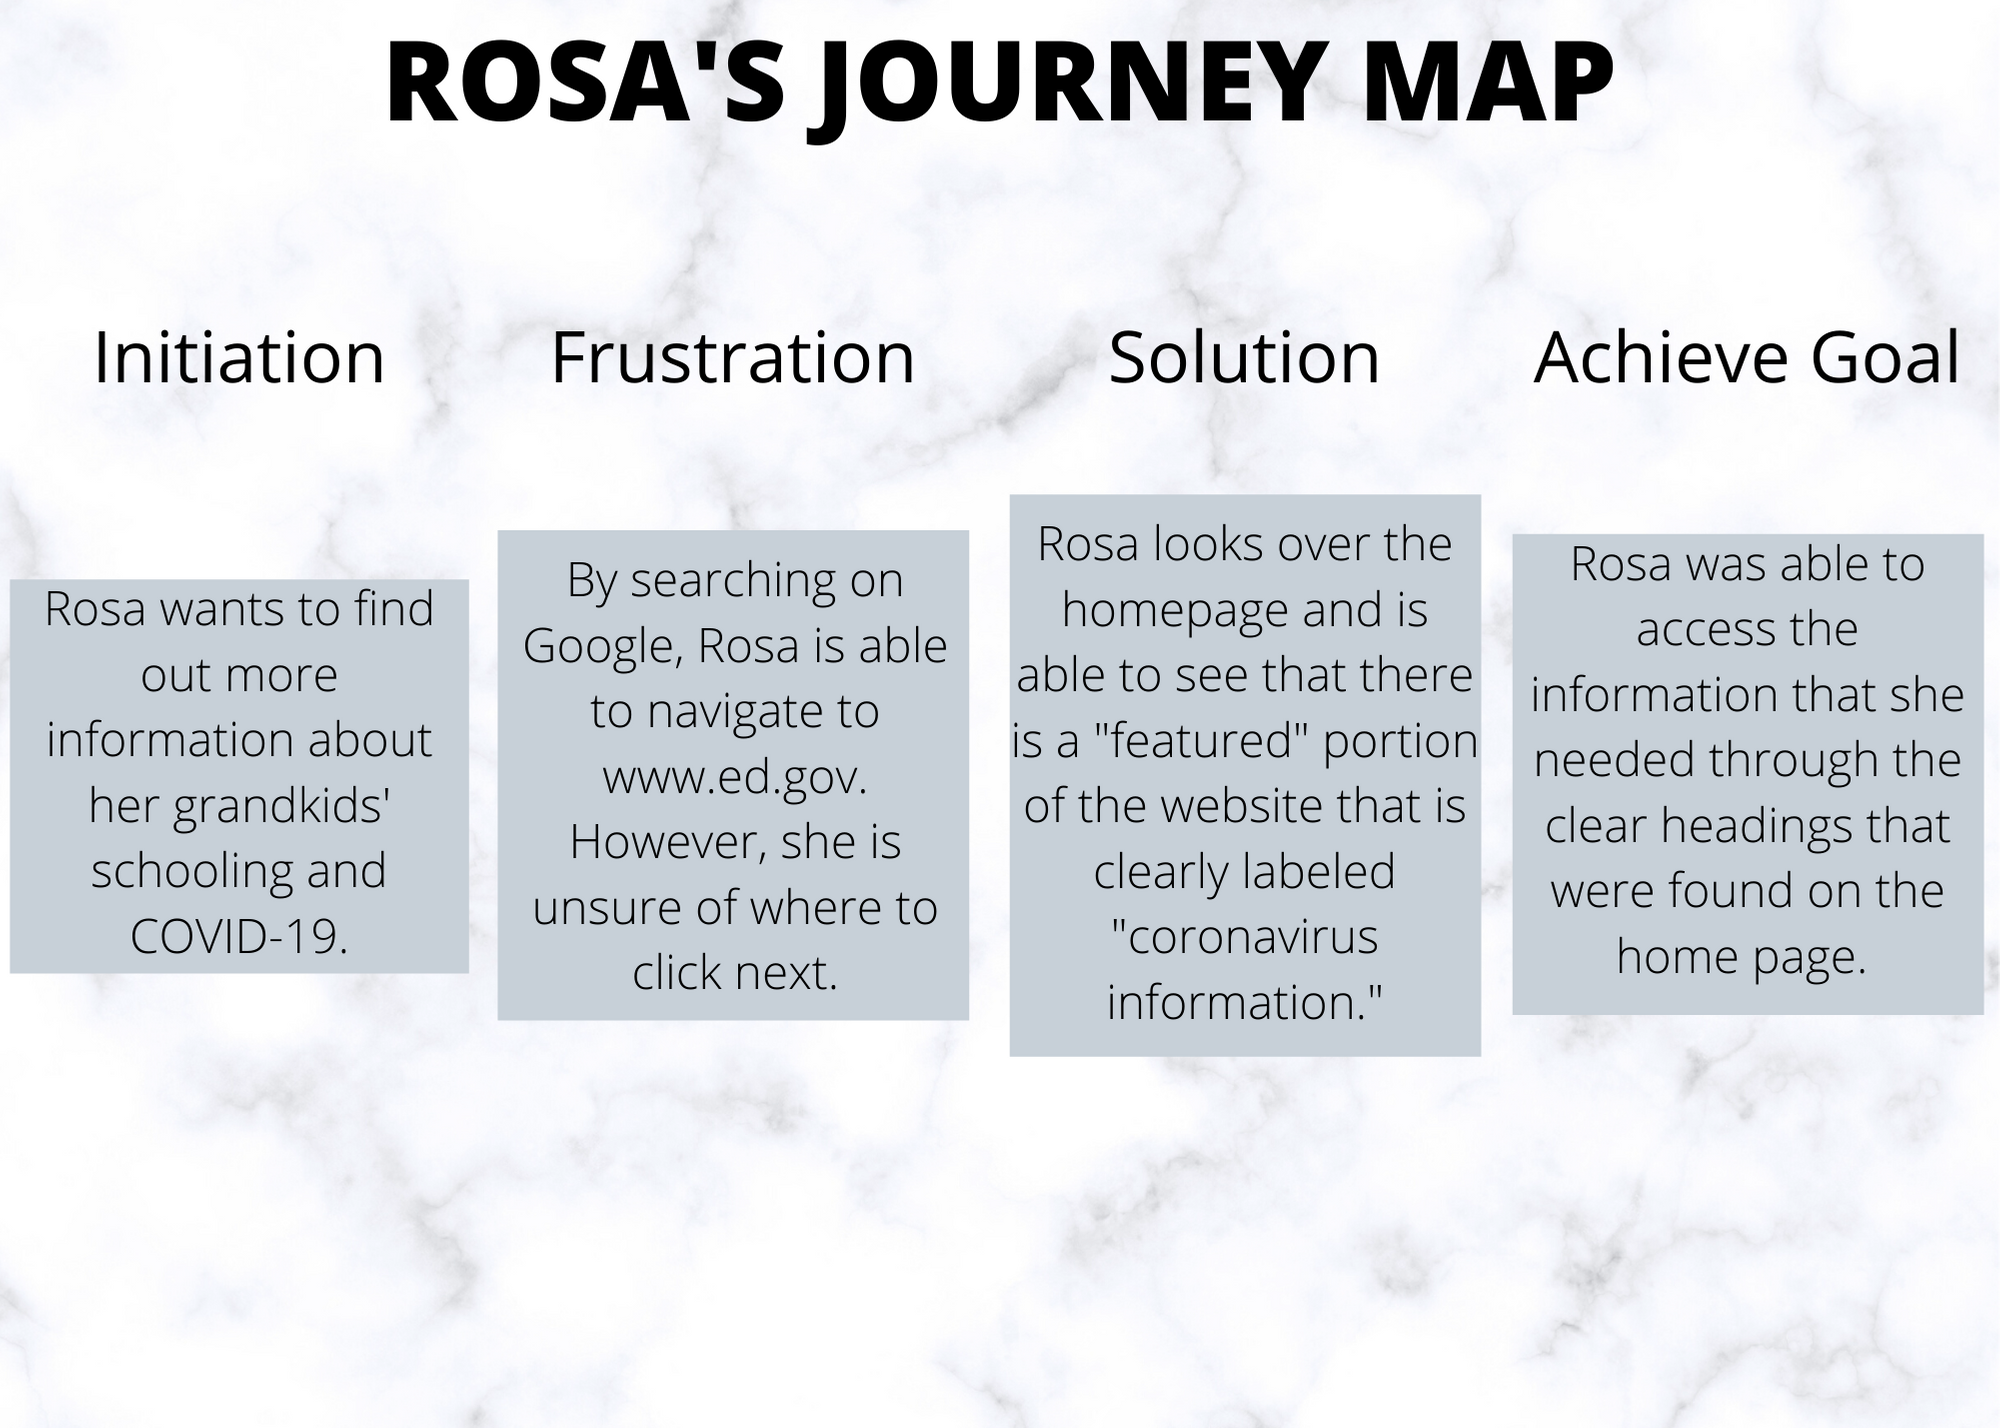 ROSA'S JOURNEY MAP
Initiation
Rosa wants to find
out more
information about
her grandkids'
schooling and
COVID-19.
Frustration
By searching on
Google, Rosa is able
to navigate to
www.ed.gov.
However, she is
unsure of where to
click next.
Solution
Rosa looks over the
homepage and is
able to see that there
is a "featured" portion
of the website that is
clearly labeled
"coronavirus
information."
Achieve Goal
Rosa was able to
access the
information that she
needed through the
clear headings that
were found on the
home page.